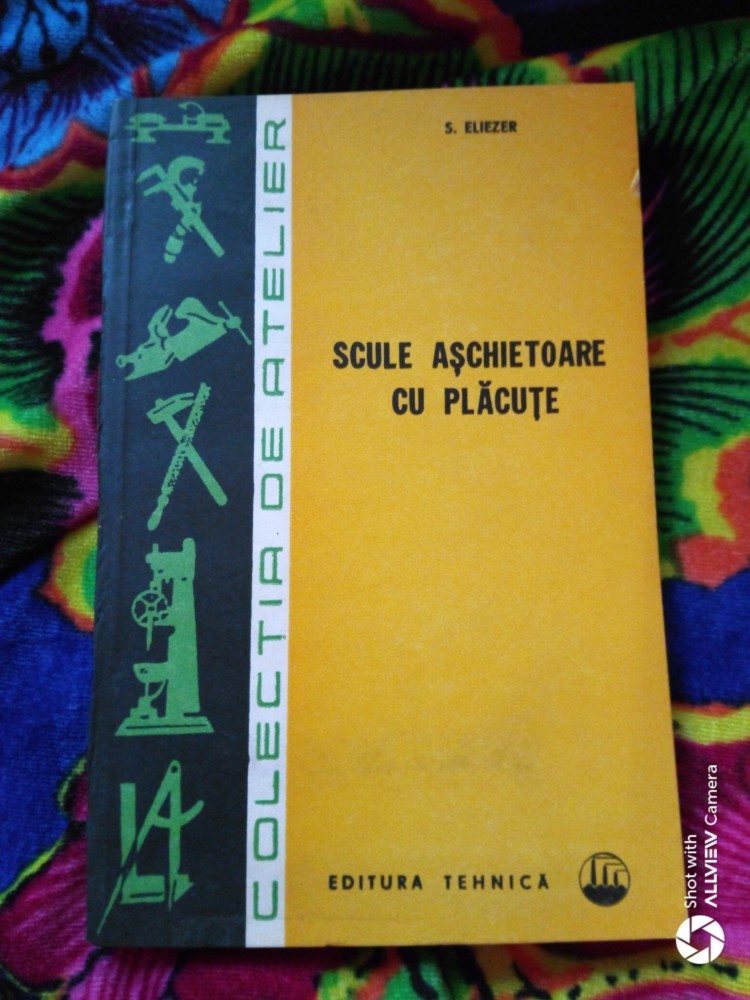 S. ELIEZER
SCULE AȘCHIETOARE
CU PLĂCUȚE
COLECȚIA DE ATELIER
EDITURA TEHNICĂ
Shot with
ALLVIEW Camera